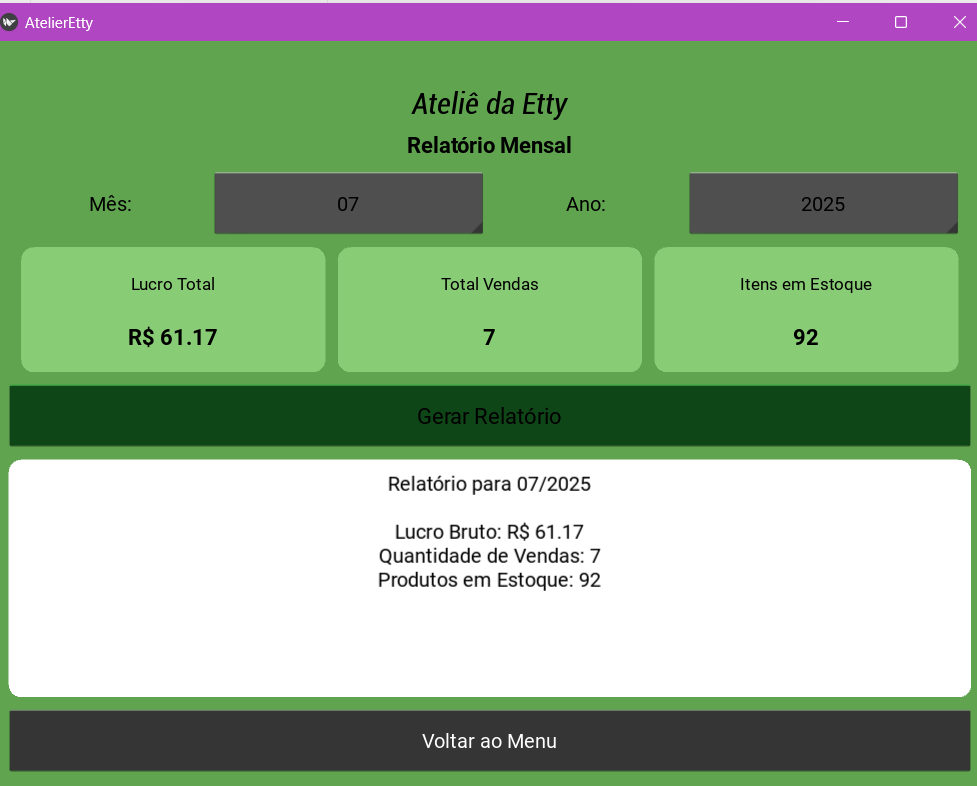 AtelierEtty
Ateliê da Etty
Relatório Mensal
Mês: 07 Ano: 2025
Lucro Total Total Vendas Itens em Estoque
R$ 61.17 7 92
Gerar Relatório
Relatório para 07/2025
Lucro Bruto: R$ 61.17
Quantidade de Vendas: 7
Produtos em Estoque: 92
Voltar ao Menu